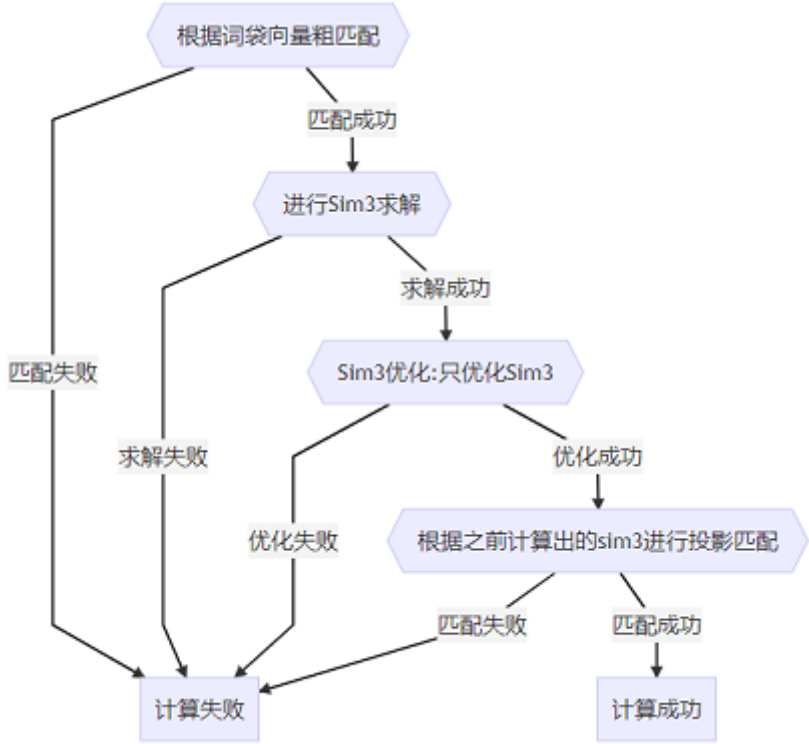 根据词袋向量粗匹配
匹配成功
进行Sim3求解
求解成功
匹配失败
Sim3优化:只优化Sim3
求解失败
优化成功
优化失败
根据之前计算出的sim3进行投影匹配
匹配失败
匹配成功
计算失败
计算成功